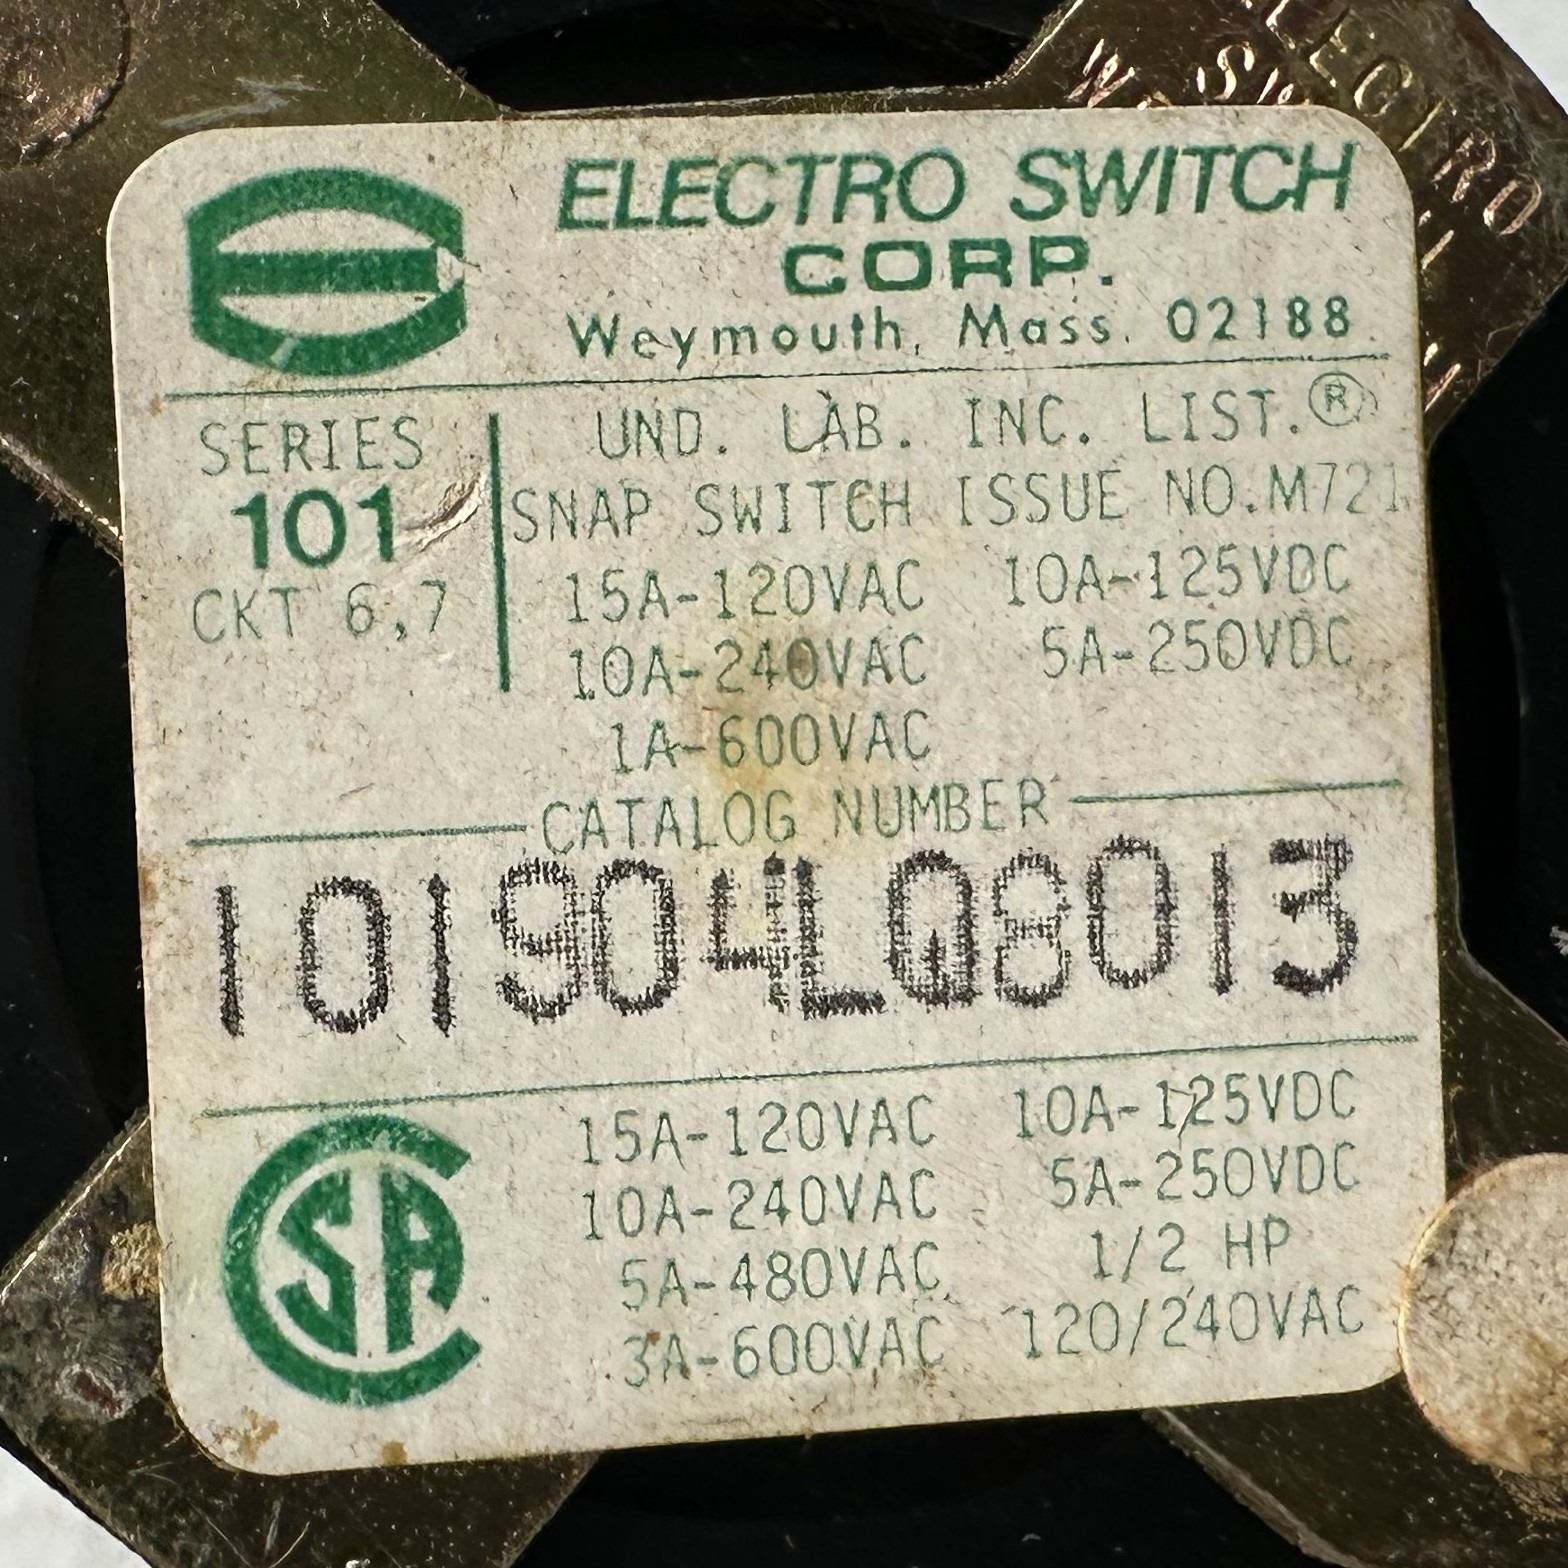 ELECTRO SWITCH
CORP.
Weymouth, Mass. 02188
SERIES
101
CKT 6,7
UND. LAB. INC. LIST.®
SNAP SWITCH ISSUE NO.M721
15A-120VAC 10A-125VDC
10A-240VAC 5A-250VDC
1A-600VAC
CATALOG NUMBER
101904LQ8013
CSA
15A-120VAC 10A-125VDC
10A-240VAC 5A-250VDC
5A-480VAC 1/2 HP
3A-600VAC 120/240VAC